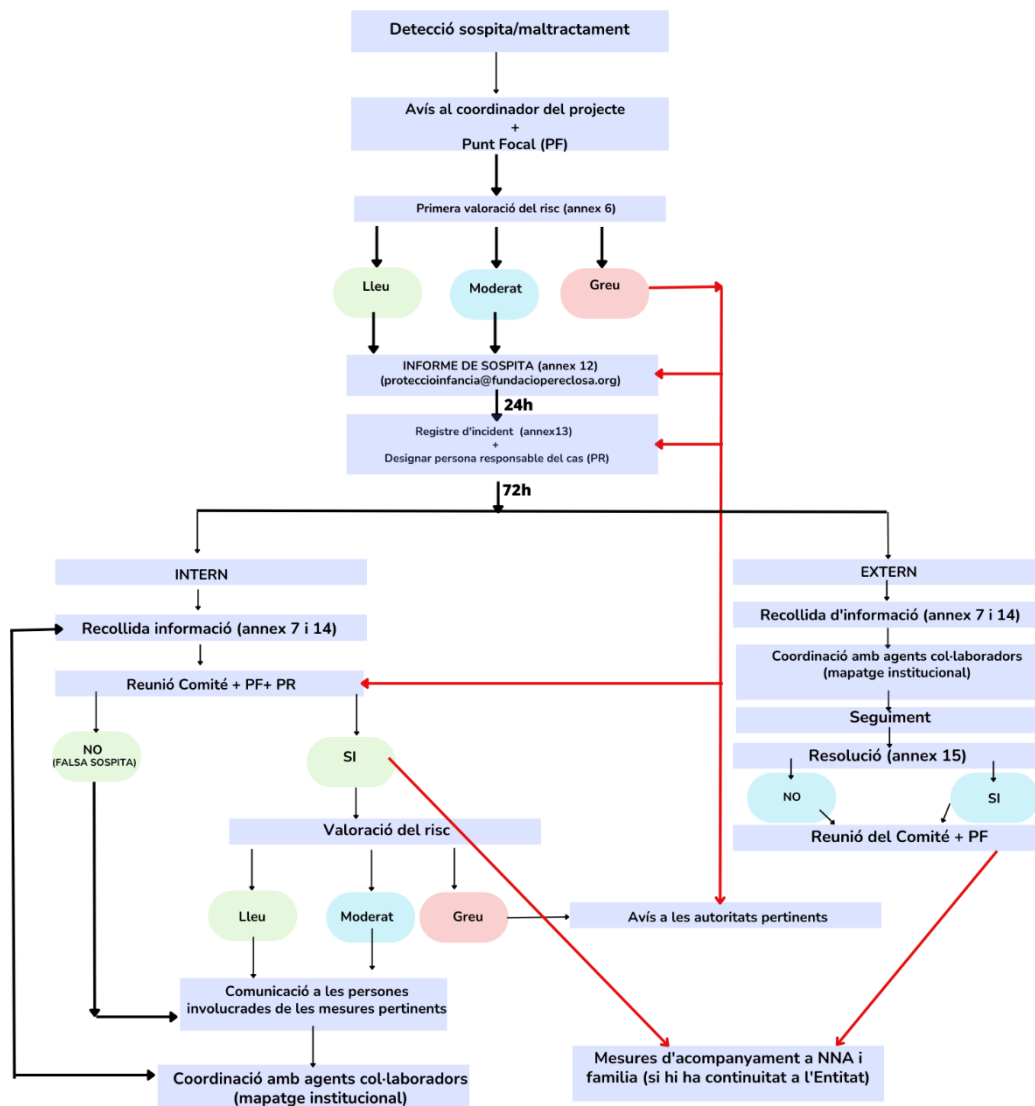 Detecció sospita/maltractament
Avís al coordinador del projecte
+
Punt Focal (PF)
Primera valoració del risc (annex 6)
Lleu
Moderat
Greu
INFORME DE SOSPITA (annex 12)
(proteccioinfancia@fundaciopereclosa.org)
24h
Registre d'incident (annex13)
+
Designar persona responsable del cas (PR)
72h
INTERN
EXTERN
Recollida informació (annex 7 i 14)
Recollida d'informació (annex 7 i 14)
Coordinació amb agents col·laboradors
(mapatge institucional)
Reunió Comité + PF+ PR
Seguiment
NO
(FALSA SOSPITA)
SI
Resolució (annex 15)
NO
SI
Valoració del risc
Reunió del Comité + PF
Lleu
Moderat
Greu
Avís a les autoritats pertinents
Comunicació a les persones
involucrades de les mesures pertinents
Coordinació amb agents col·laboradors
(mapatge institucional)
Mesures d'acompanyament a NNA i
familia (si hi ha continuitat a l'Entitat)